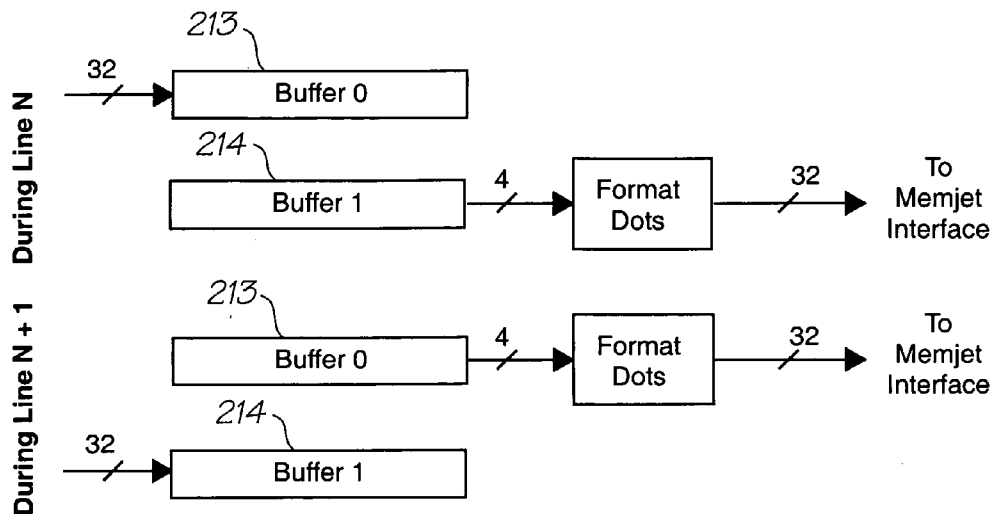 During Line N
213
32
Buffer 0
214
Buffer 1
4
Format
Dots
32
To
Memjet
Interface
During Line N + 1
213
Buffer 0
4
Format
Dots
32
To
Memjet
Interface
214
32
Buffer 1